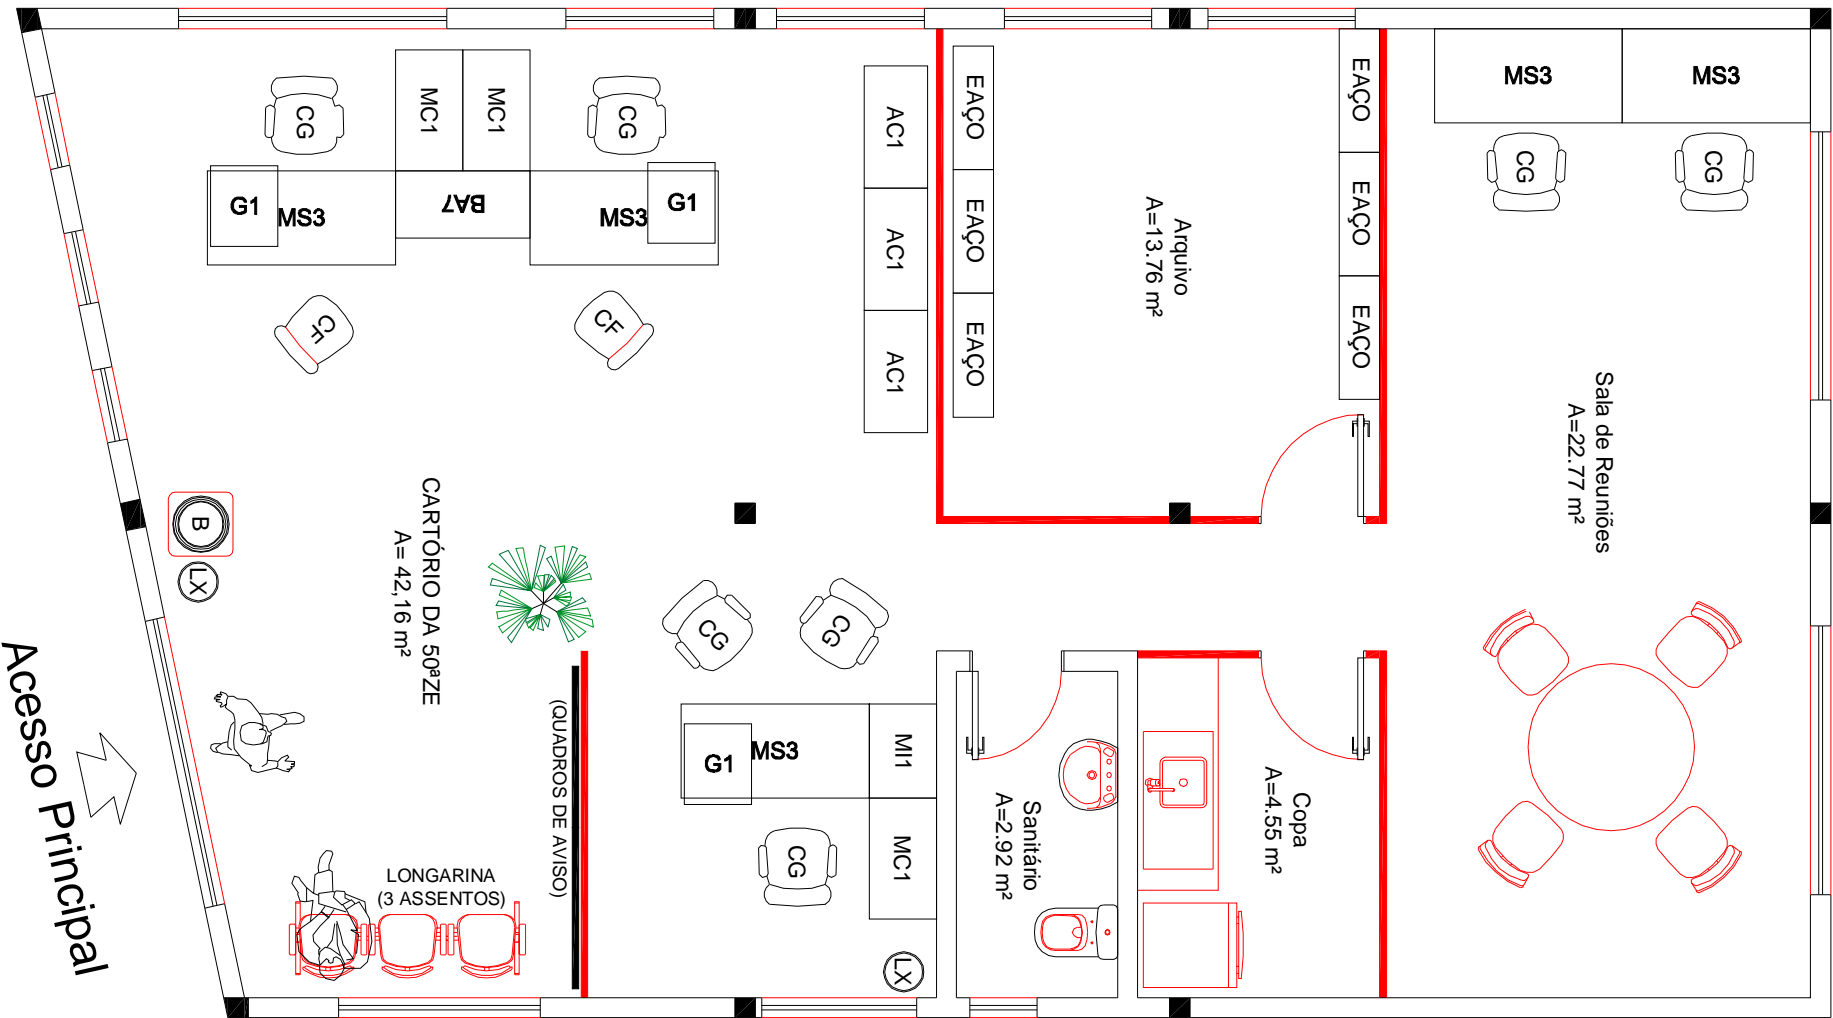 MS3
MS3
CG
CG
EAÇO
EAÇO
EAÇO
EAÇO
EAÇO
EAÇO
Arquivo
A=13.76 m²
AC1
AC1
AC1
CG
MC1
MC1
CG
G1
MS3
BA7
MS3
G1
CF
CF
Sala de Reuniões
A=22.77 m²
CARTÓRIO DA 50ªZE
A= 42,16 m²
B
LX
CG
CG
(QUADROS DE AVISO)
G1
MS3
MI1
MC1
CG
LX
Sanitário
A=2.92 m²
Copa
A=4.55 m²
LONGARINA
(3 ASSENTOS)
Acesso Principal